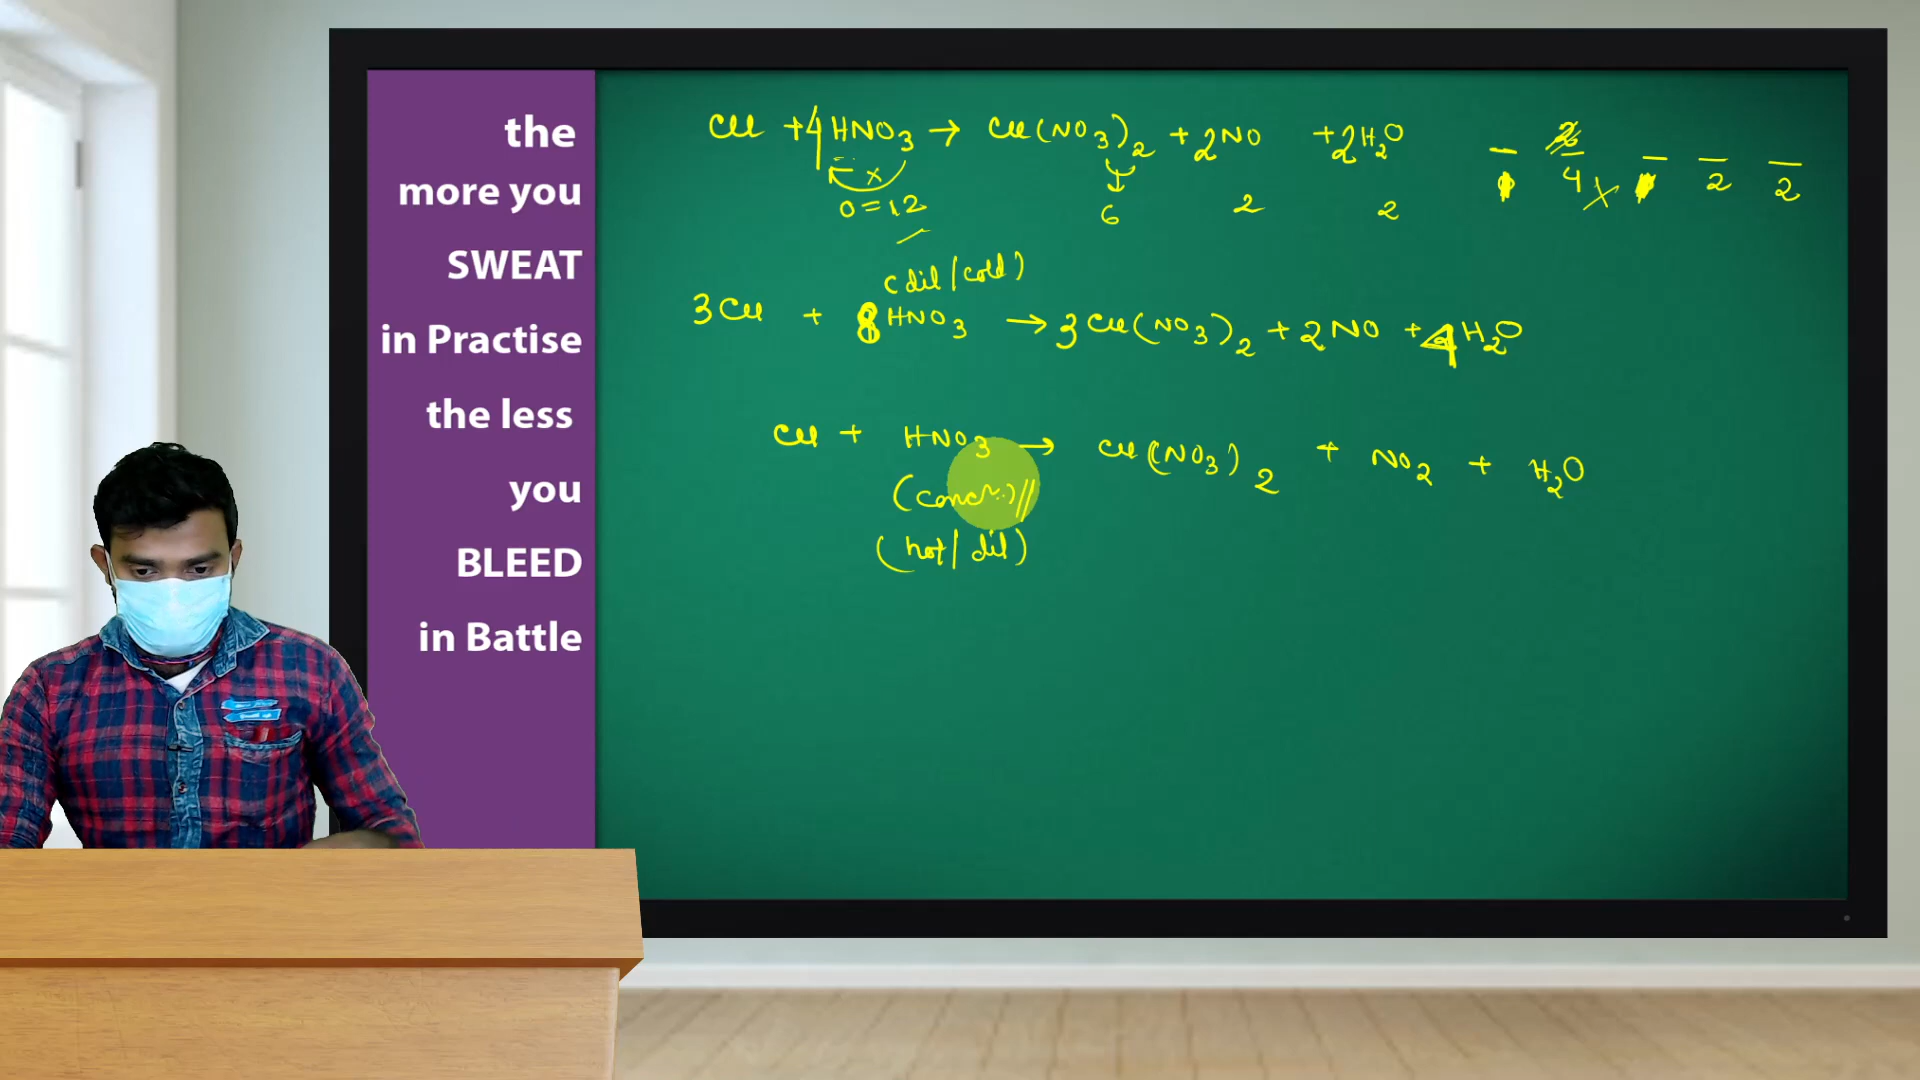 the
more you
SWEAT
in Practise
the less
you
BLEED
in Battle
Cu + 4HNO3 → Cu(NO3)2 + 2NO + 2H2O
x
0 = 12
6 2 2
4 x 2 2
(dil/cold)
3Cu + 8HNO3 → 3Cu(NO3)2 + 2NO + 4H2O
Cu + HNO3 → Cu(NO3)2 + NO2 + H2O
(conc..)//
(hot/dil)